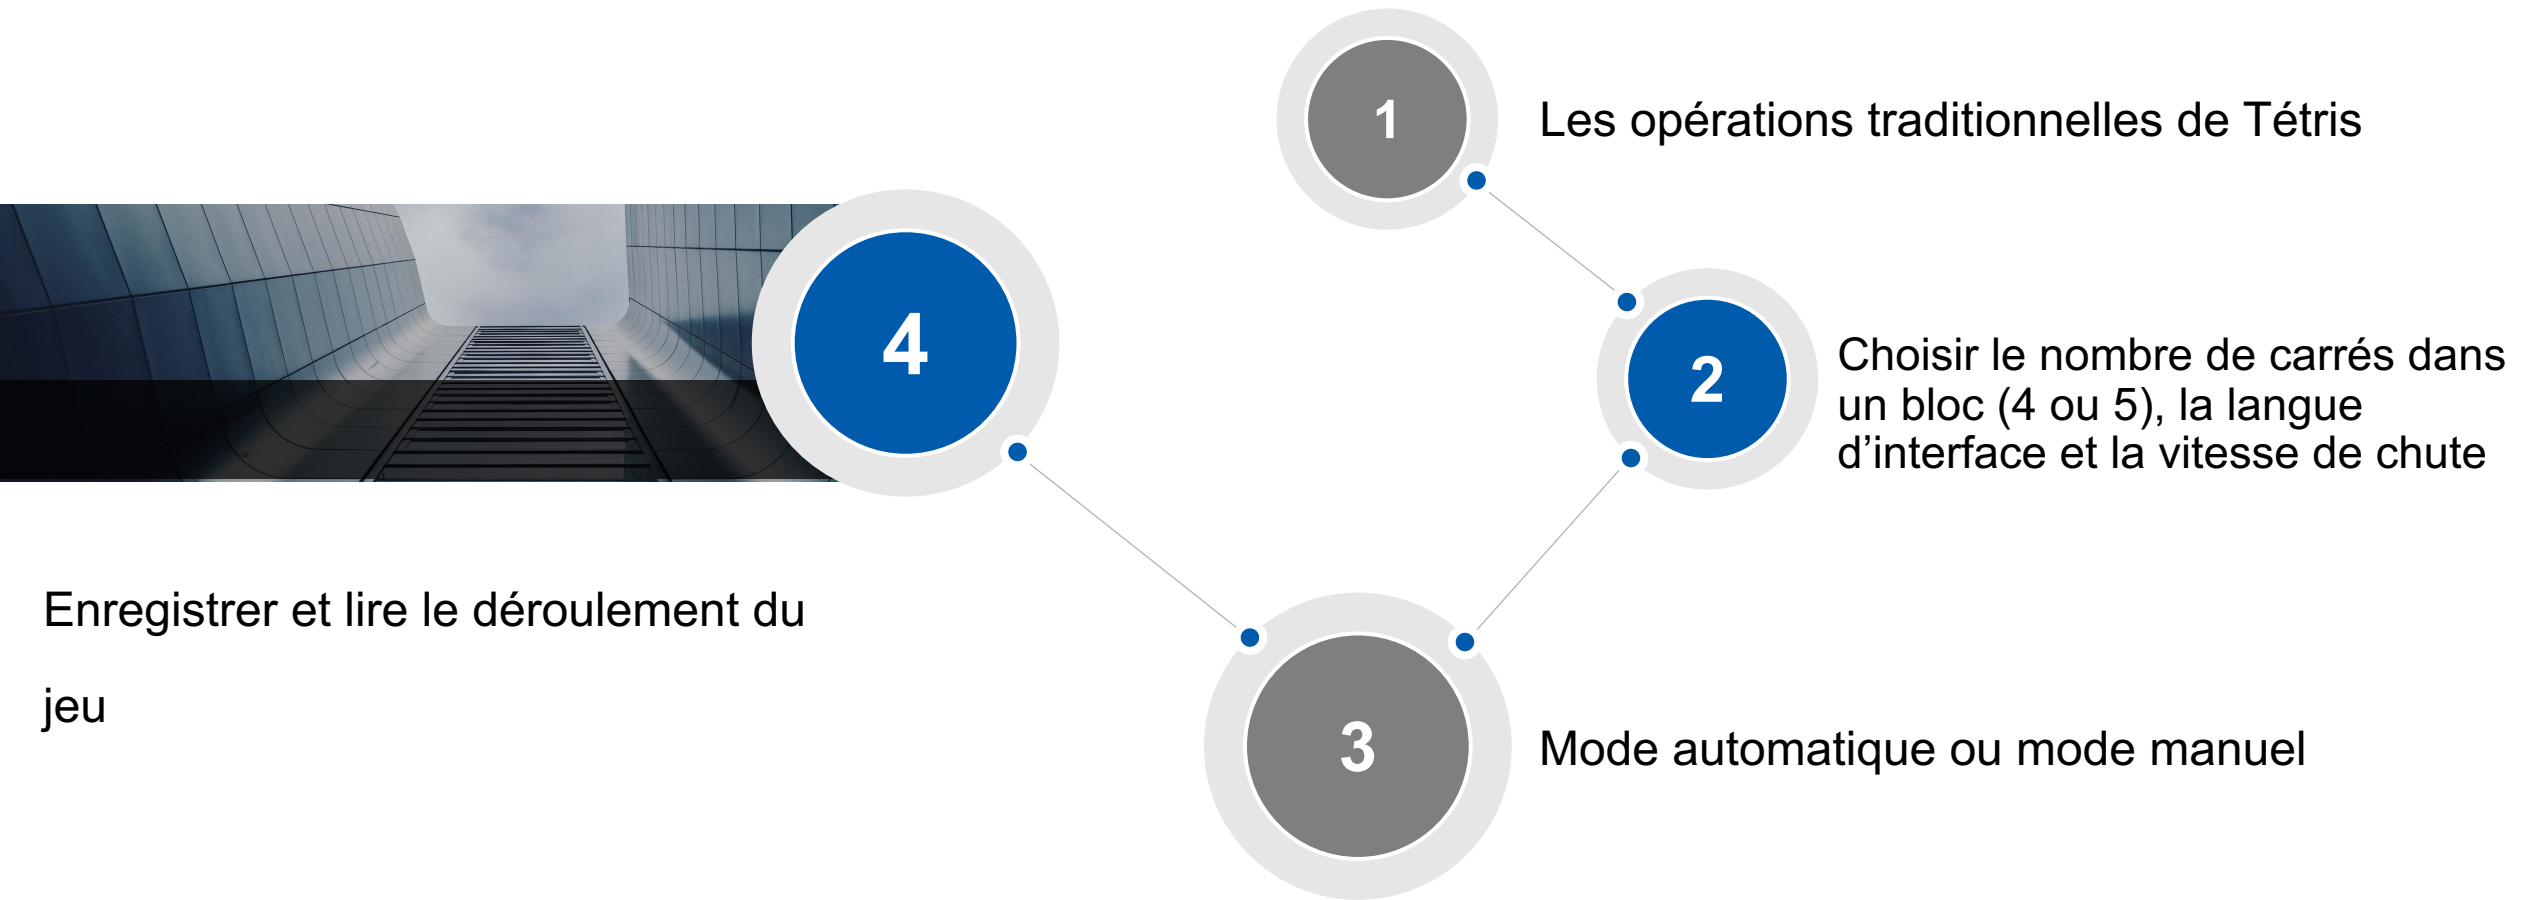 1
Les opérations traditionnelles de Tétris
2
Choisir le nombre de carrés dans
un bloc (4 ou 5), la langue
d’interface et la vitesse de chute
3
Mode automatique ou mode manuel
4
Enregistrer et lire le déroulement du
jeu